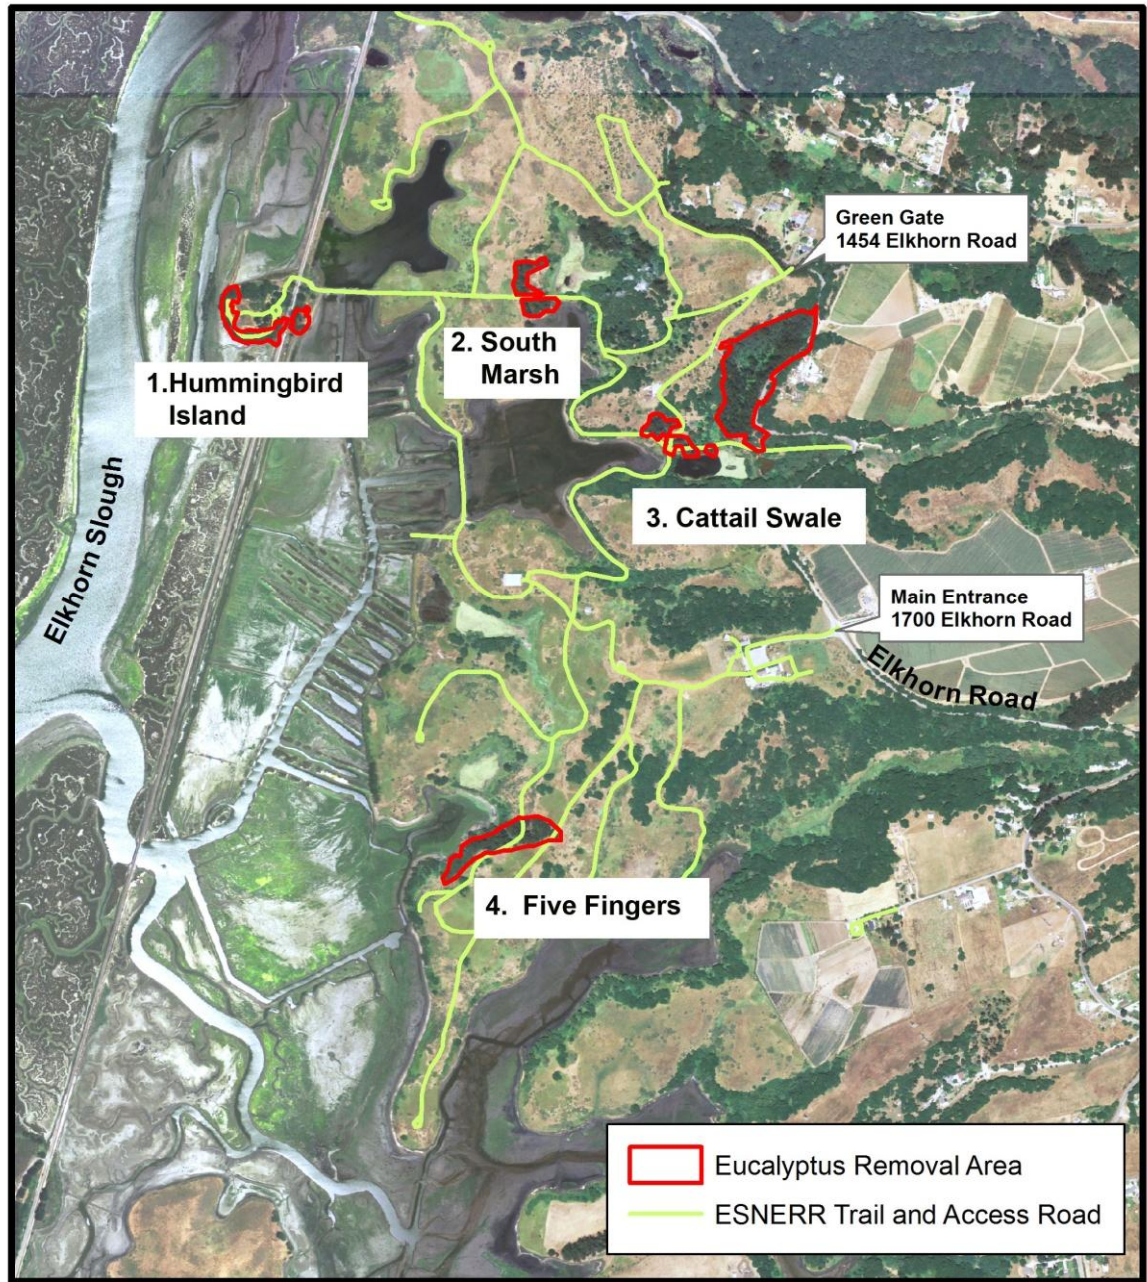 Green Gate
1454 Elkhorn Road
2. South
Marsh
1.Hummingbird
Island
Elkhorn Slough
3. Cattail Swale
Main Entrance
1700 Elkhorn Road
Elkhorn Road
4. Five Fingers
Eucalyptus Removal Area
ESNERR Trail and Access Road